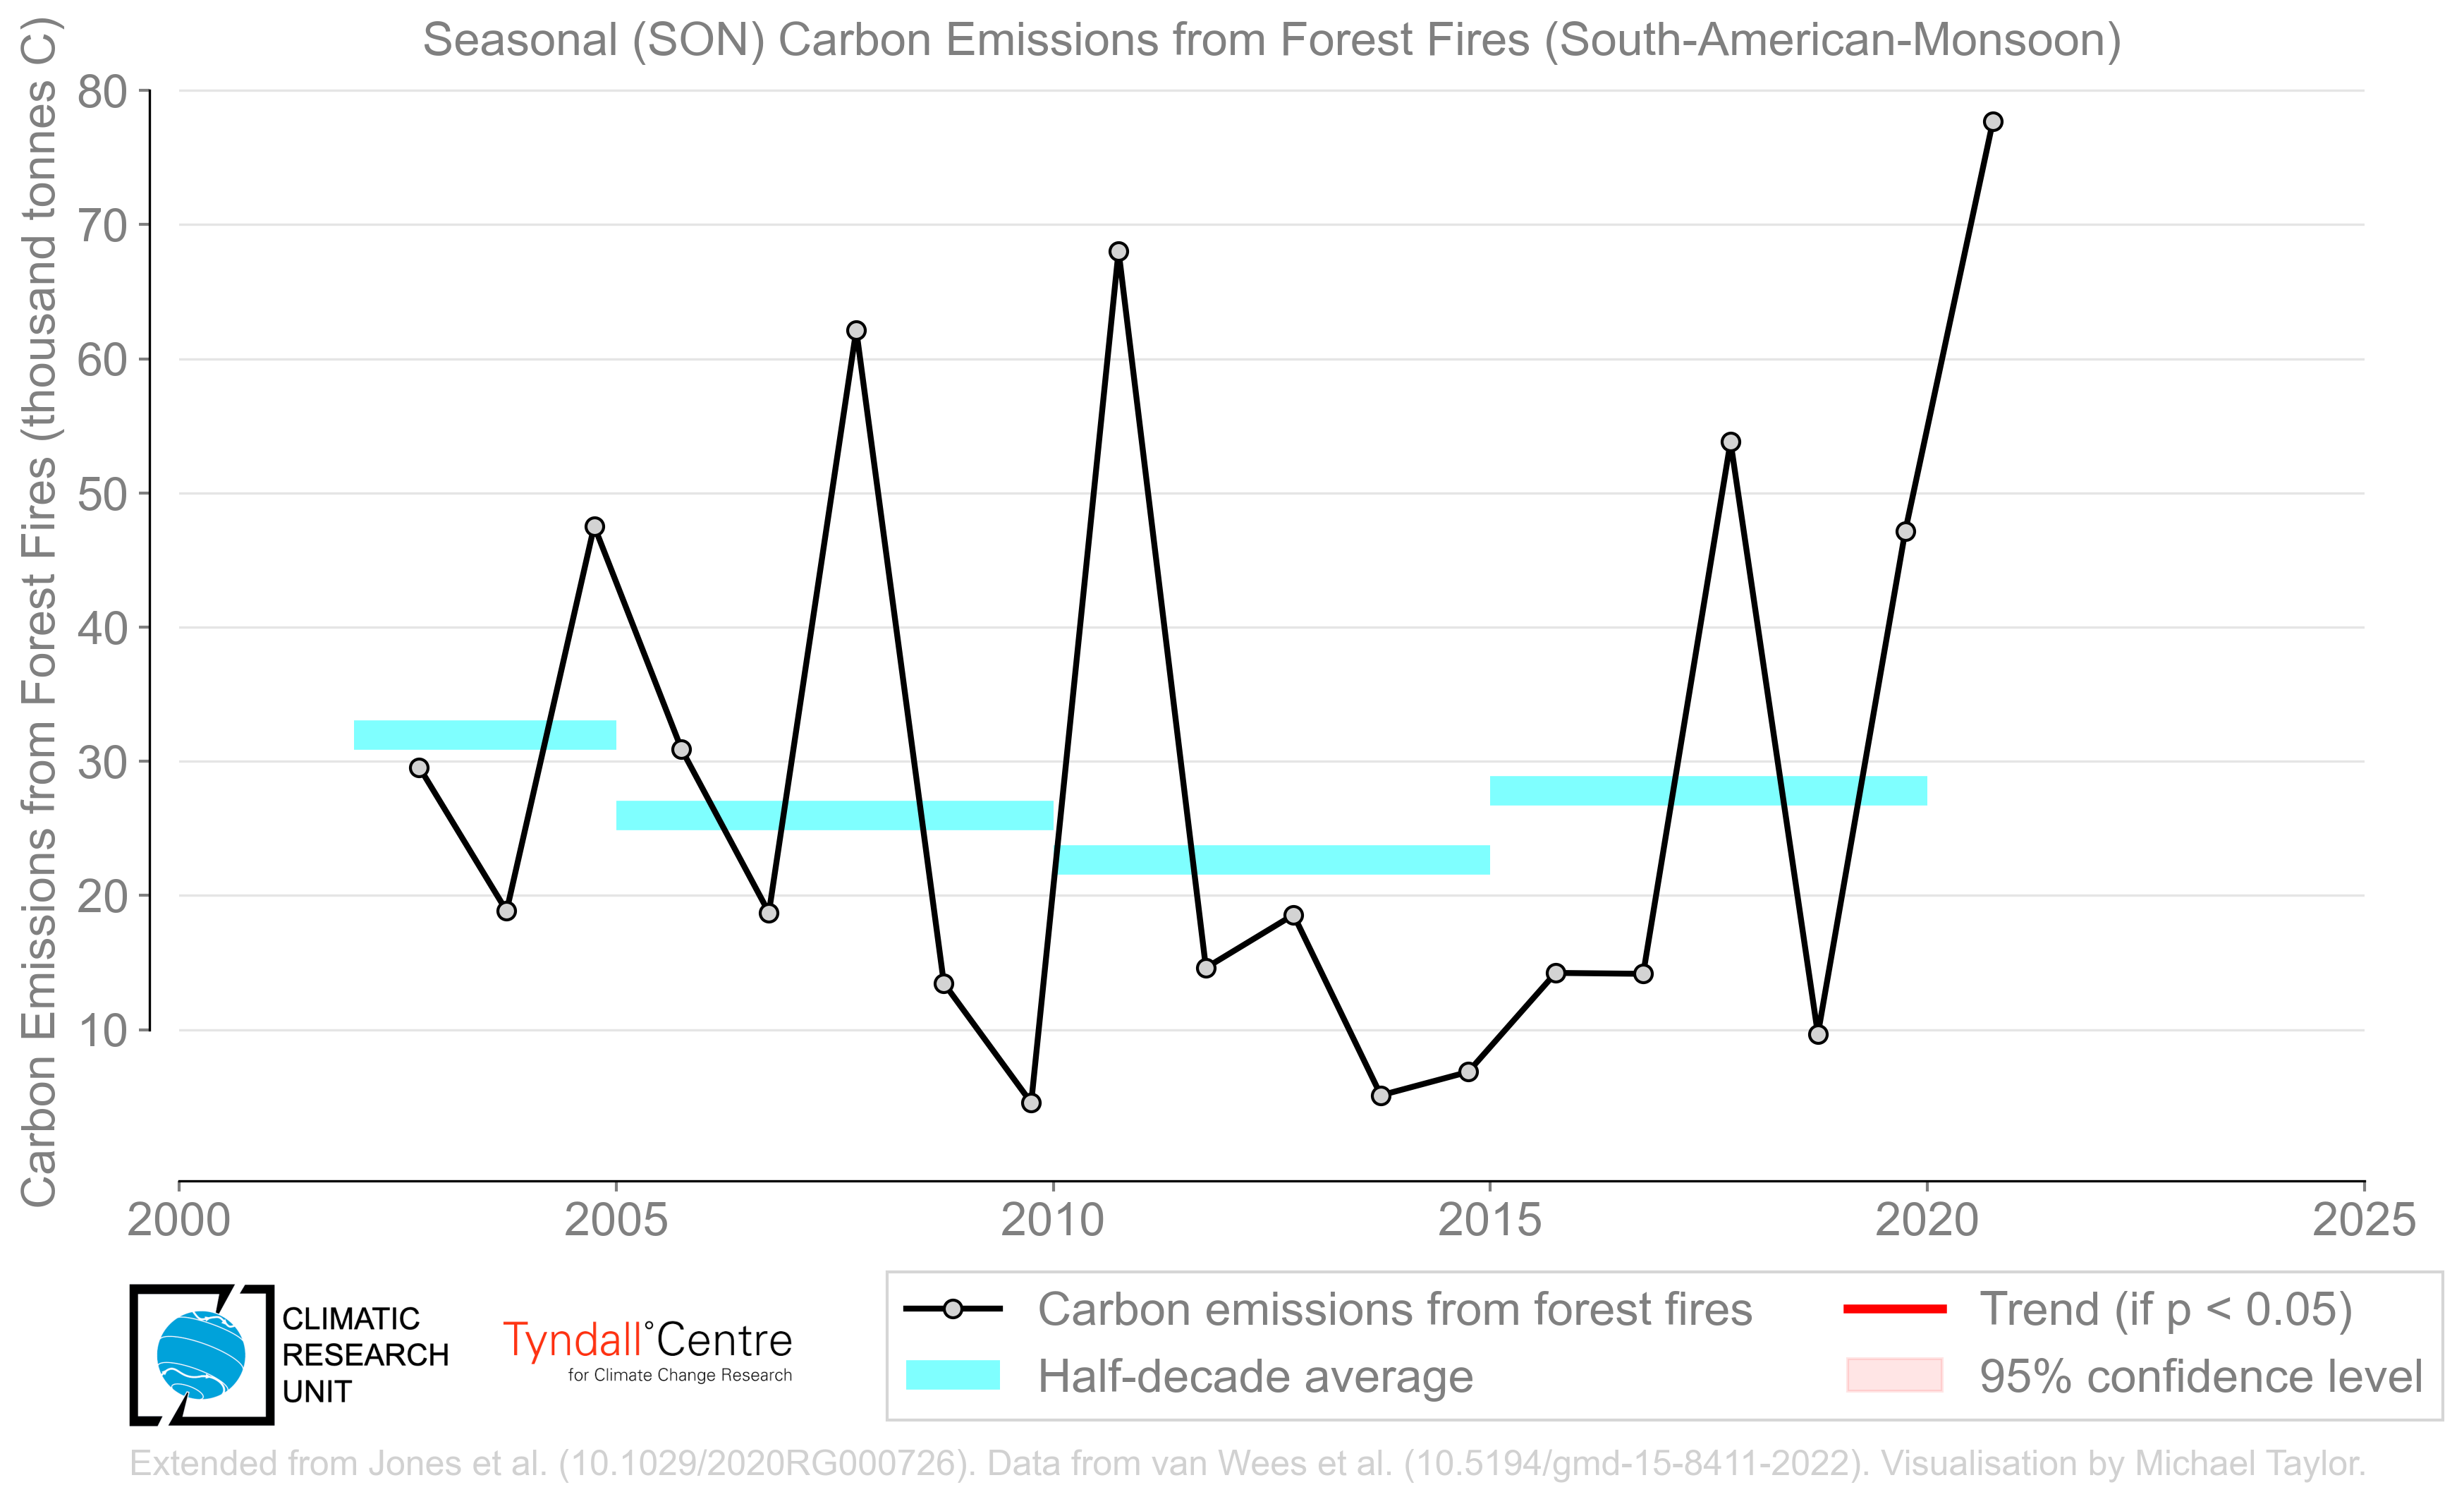 Seasonal (SON) Carbon Emissions from Forest Fires (South-American-Monsoon)
Carbon Emissions from Forest Fires (thousand tonnes C)
80
70
60
50
40
30
20
10
2000 2005 2010 2015 2020 2025
CLIMATIC
RESEARCH
UNIT
Tyndall°Centre
for Climate Change Research
Carbon emissions from forest fires
Half-decade average
Trend (if p < 0.05)
95% confidence level
Extended from Jones et al. (10.1029/2020RG000726). Data from van Wees et al. (10.5194/gmd-15-8411-2022). Visualisation by Michael Taylor.